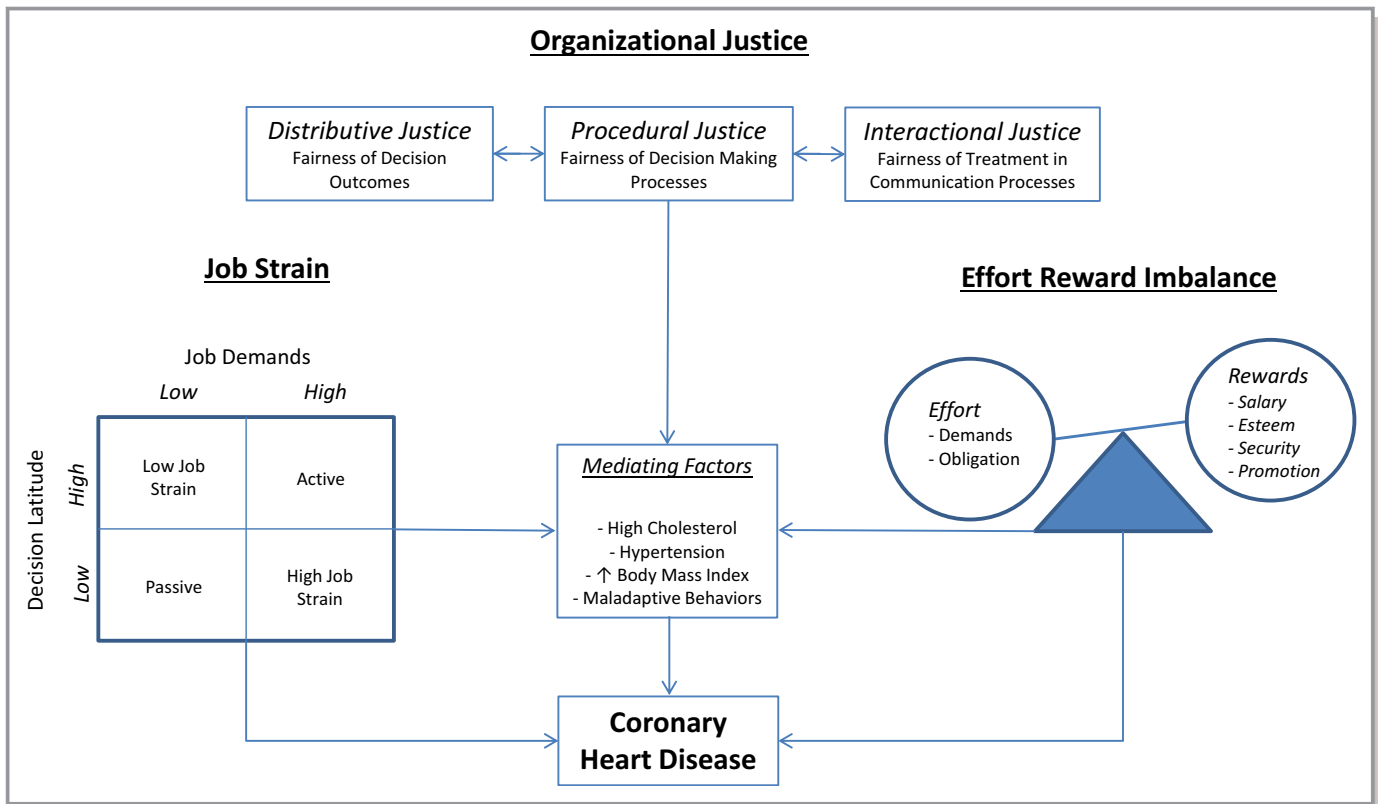 Organizational Justice
Distributive Justice
Fairness of Decision
Outcomes
Procedural Justice
Fairness of Decision Making
Processes
Interactional Justice
Fairness of Treatment in
Communication Processes
Job Strain
Effort Reward Imbalance
Job Demands
Low High
Decision Latitude
High
Low
Low Job
Strain
Active
Passive
High Job
Strain
Mediating Factors
- High Cholesterol
- Hypertension
- ↑ Body Mass Index
- Maladaptive Behaviors
Effort
- Demands
- Obligation
Rewards
- Salary
- Esteem
- Security
- Promotion
Coronary
Heart Disease